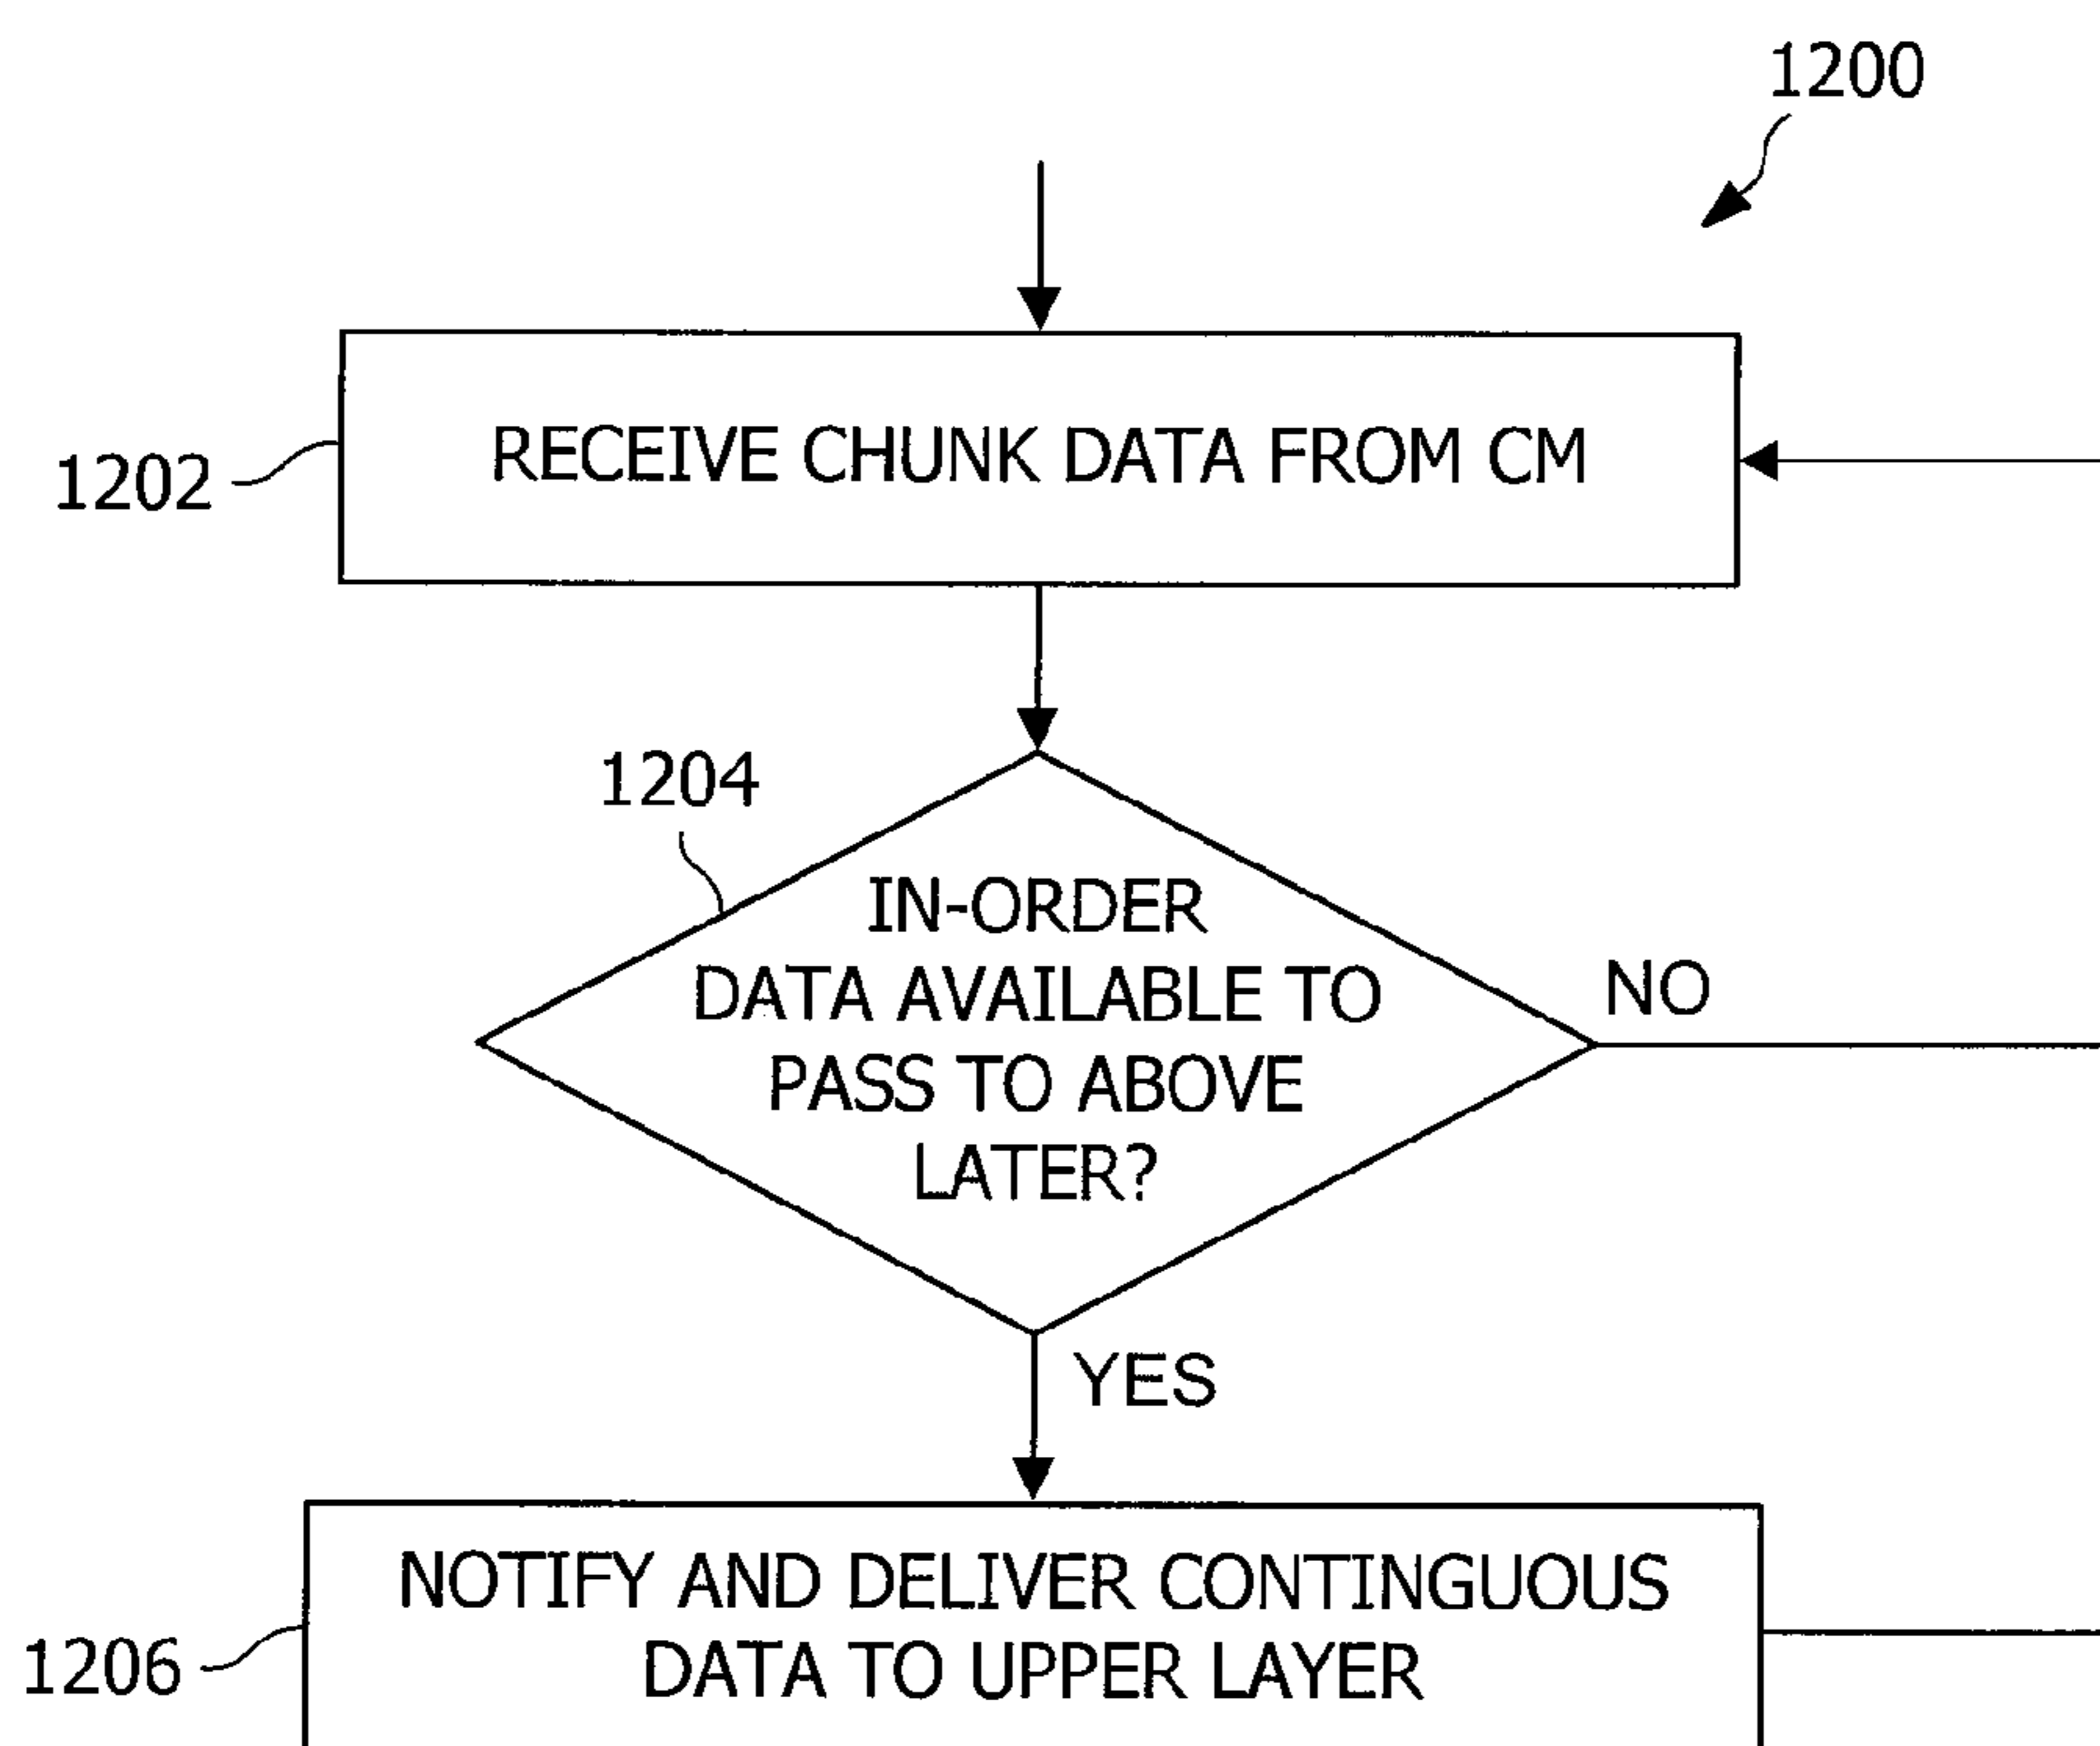 1200
RECEIVE CHUNK DATA FROM CM
1202
1204
IN-ORDER
DATA AVAILABLE TO
PASS TO ABOVE
LATER?
NO
YES
NOTIFY AND DELIVER CONTINGUOUS
DATA TO UPPER LAYER
1206